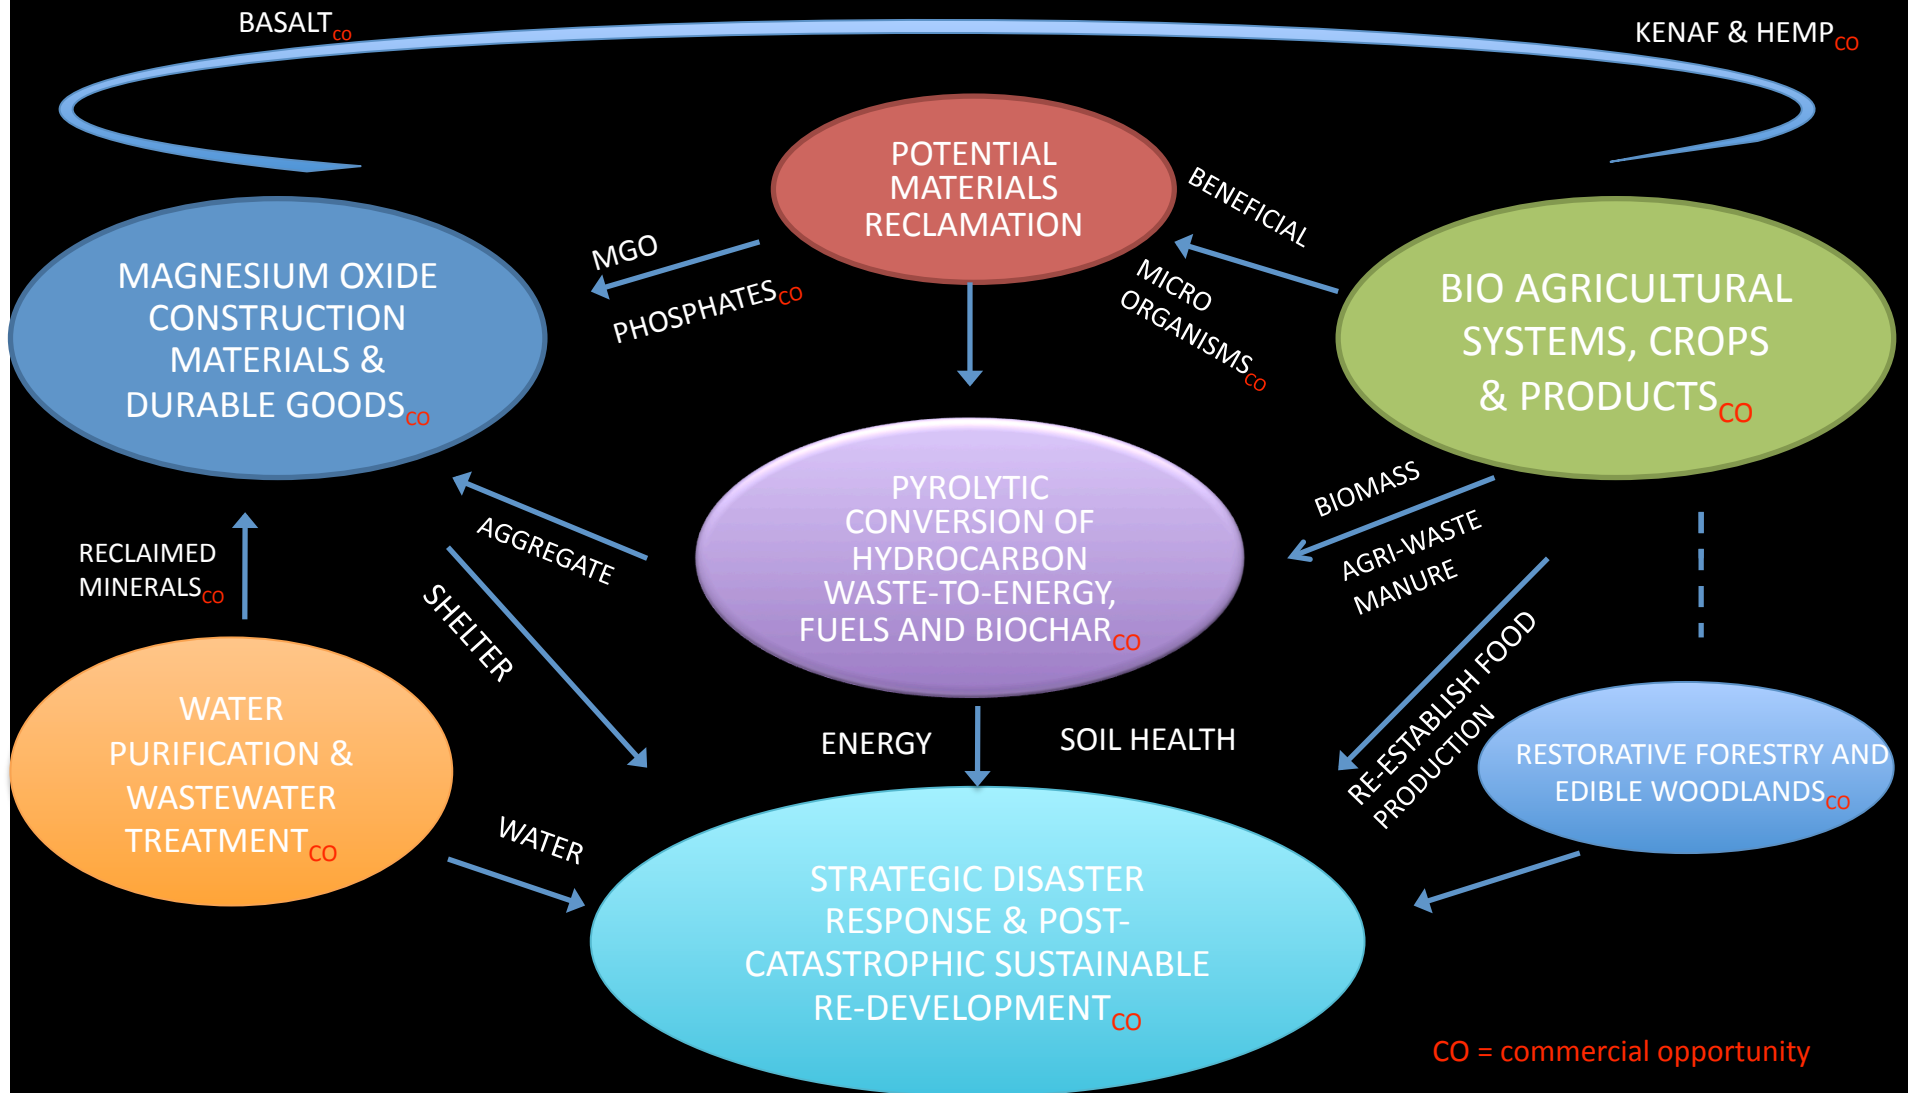 BASALTCO
KENAF & HEMPCO
POTENTIAL
MATERIALS
RECLAMATION
BENEFICIAL
MICRO
ORGANISMSCO
MGO
PHOSPHATESCO
MAGNESIUM OXIDE
CONSTRUCTION
MATERIALS &
DURABLE GOODSCO
BIO AGRICULTURAL
SYSTEMS, CROPS
& PRODUCTSCO
PYROLYTIC
CONVERSION OF
HYDROCARBON
WASTE-TO-ENERGY,
FUELS AND BIOCHARCO
BIOMASS
AGRI-WASTE
MANURE
AGGREGATE
RECLAIMED
MINERALSCO
SHELTER
RE-ESTABLISH FOOD
PRODUCTION
WATER
PURIFICATION &
WASTEWATER
TREATMENTCO
ENERGY
SOIL HEALTH
RESTORATIVE FORESTRY AND
EDIBLE WOODLANDSCO
WATER
STRATEGIC DISASTER
RESPONSE & POST-
CATASTROPHIC SUSTAINABLE
RE-DEVELOPMENTCO
CO = commercial opportunity